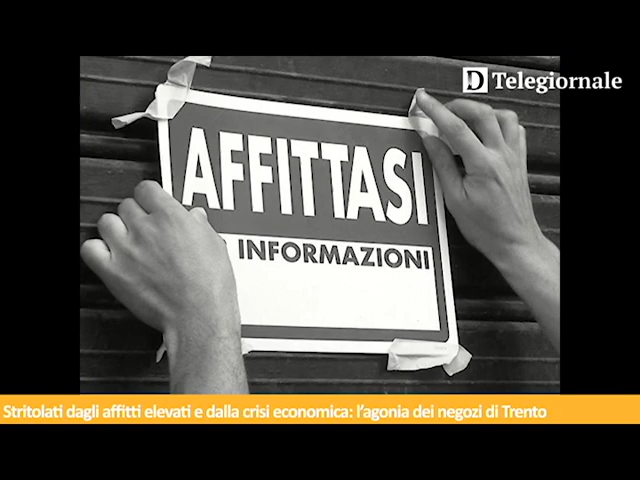 D Telegiornale
AFFITTASI
INFORMAZIONI
Stritolati dagli affitti elevati e dalla crisi economica: l'agonia dei negozi di Trento